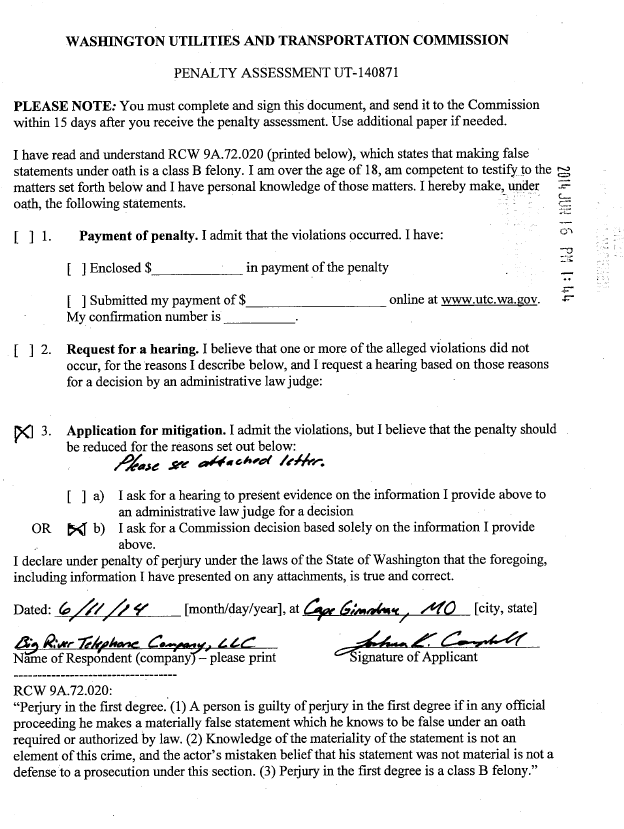 WASHINGTON UTILITIES AND TRANSPORTATION COMMISSION
PENALTY ASSESSMENT UT-140871
PLEASE NOTE: You must complete and sign this document, and send it to the Commission
within 15 days after you receive the penalty assessment. Use additional paper if needed.
I have read and understand RCW 9A.72.020 (printed below), which states that making false
statements under oath is a class B felony. I am over the age of 18, am competent to testify to the
matters set forth below and I have personal knowledge of those matters. I hereby make, under
oath, the following statements.
2014 JUN 16 PM 1:44
[ ] 1. Payment of penalty. I admit that the violations occurred. I have:
[ ] Enclosed $_____________ in payment of the penalty
[ ] Submitted my payment of $____________________ online at www.utc.wa.gov.
My confirmation number is __________.
[ ] 2. Request for a hearing. I believe that one or more of the alleged violations did not
occur, for the reasons I describe below, and I request a hearing based on those reasons
for a decision by an administrative law judge:
[X] 3. Application for mitigation. I admit the violations, but I believe that the penalty should
be reduced for the reasons set out below:
Please see attached letter.
[ ] a) I ask for a hearing to present evidence on the information I provide above to
an administrative law judge for a decision
OR [X] b) I ask for a Commission decision based solely on the information I provide
above.
I declare under penalty of perjury under the laws of the State of Washington that the foregoing,
including information I have presented on any attachments, is true and correct.
Dated: 6/11/14 [month/day/year], at Cape Girardeau, MO [city, state]
Big River Telephone Company, LLC Joshua K. Campbell
Name of Respondent (company) – please print Signature of Applicant
-----------------------------------
RCW 9A.72.020:
“Perjury in the first degree. (1) A person is guilty of perjury in the first degree if in any official
proceeding he makes a materially false statement which he knows to be false under an oath
required or authorized by law. (2) Knowledge of the materiality of the statement is not an
element of this crime, and the actor’s mistaken belief that his statement was not material is not a
defense to a prosecution under this section. (3) Perjury in the first degree is a class B felony.”